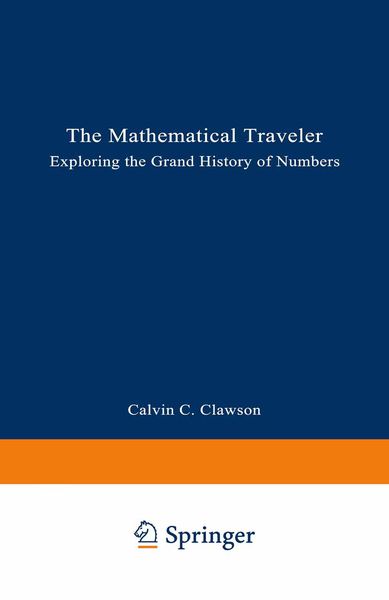 The Mathematical Traveler
Exploring the Grand History of Numbers
Calvin C. Clawson
Springer